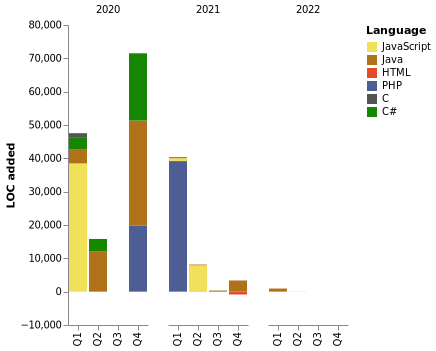 2020 2021 2022
LOC added
80,000
70,000
60,000
50,000
40,000
30,000
20,000
10,000
0
−10,000
Q1 Q2 Q3 Q4 Q1 Q2 Q3 Q4 Q1 Q2 Q3 Q4
Language
JavaScript
Java
HTML
PHP
C
C#